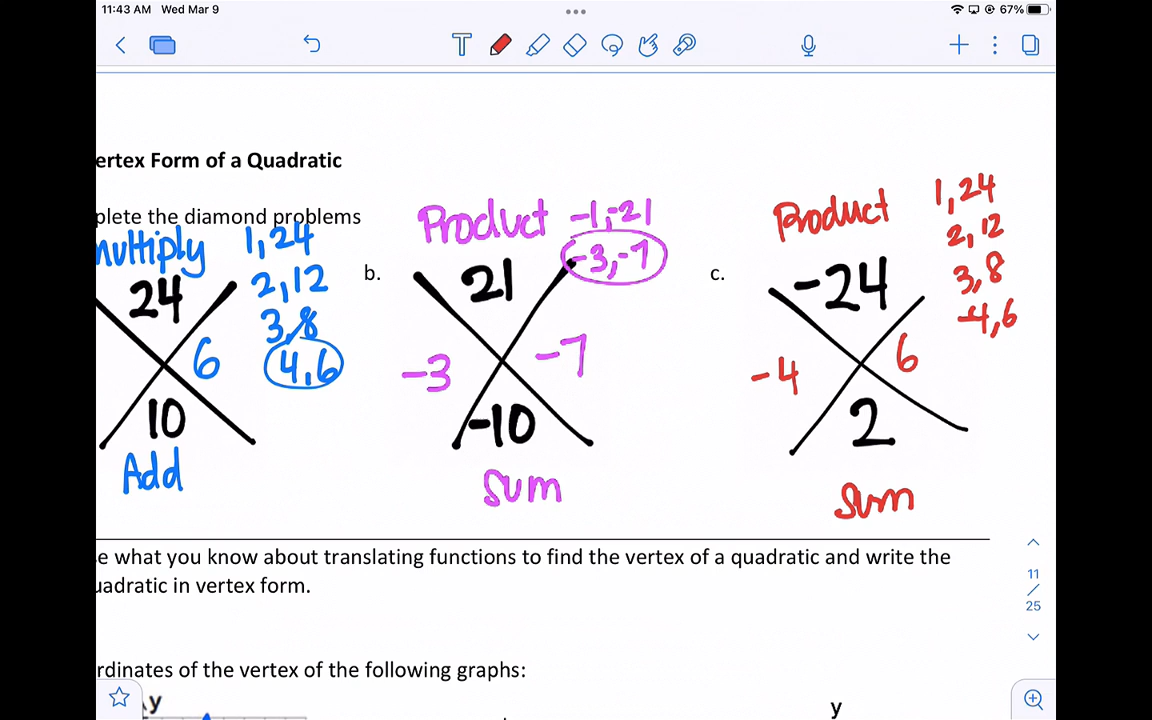 11:43 AM Wed Mar 9
67%
T
ertex Form of a Quadratic
plete the diamond problems
multiply
1,24
2,12
3,8
4,6
24
6
10
Add
b.
Product
-1,-21
-3,-7
21
-3
-7
-10
Sum
c.
Product
1,24
2,12
3,8
-4,6
-24
-4
6
2
Sum
e what you know about translating functions to find the vertex of a quadratic and write the
uadratic in vertex form.
11
/
25
rdinates of the vertex of the following graphs:
y
y